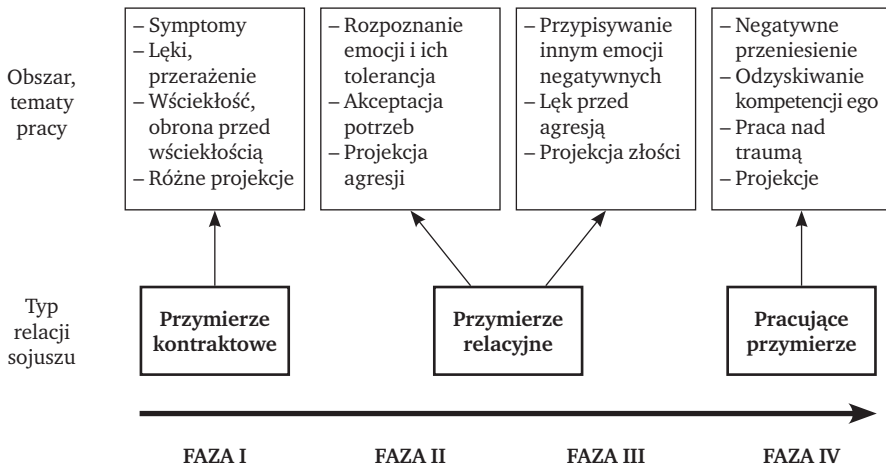 Obszar,
tematy
pracy
– Symptomy
– Lęki,
przerażenie
– Wściekłość,
obrona przed
wściekłością
– Różne projekcje
– Rozpoznanie
emocji i ich
tolerancja
– Akceptacja
potrzeb
– Projekcja
agresji
– Przypisywanie
innym emocji
negatywnych
– Lęk przed
agresją
– Projekcja złości
– Negatywne
przeniesienie
– Odzyskiwanie
kompetencji ego
– Praca nad
traumą
– Projekcje
Typ
relacji
sojuszu
Przymierze
kontraktowe
Przymierze
relacyjne
Pracujące
przymierze
FAZA I
FAZA II
FAZA III
FAZA IV